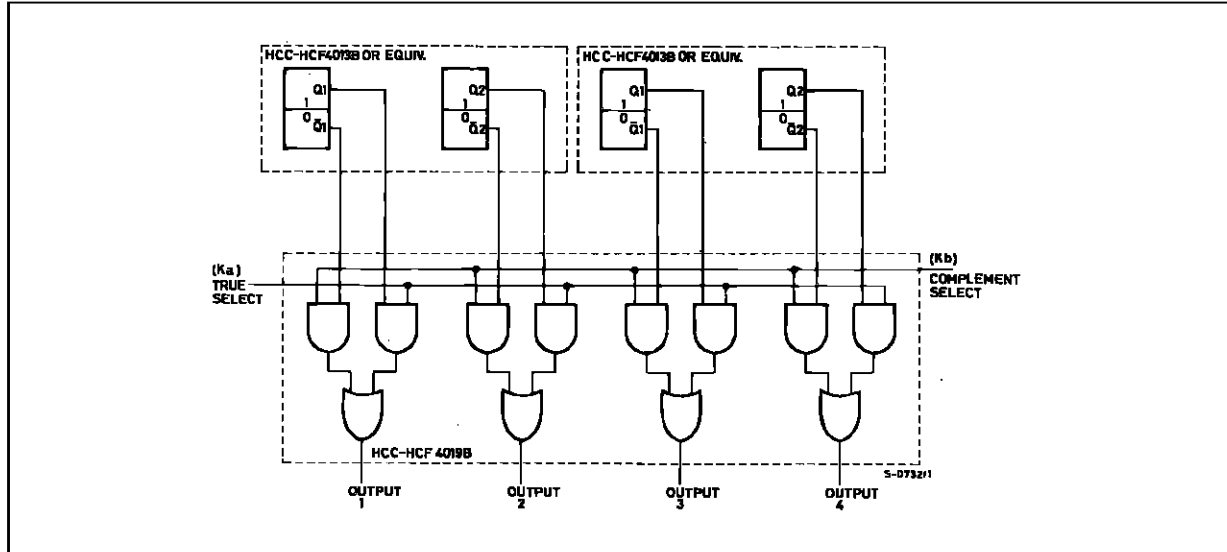 HCC-HCF4013B OR EQUIV.
HCC-HCF4013B OR EQUIV.
Q1
1
0
Q̅1
Q2
1
0
Q̅2
Q1
1
0
Q̅1
Q2
1
0
Q̅2
(Ka)
TRUE
SELECT
(Kb)
COMPLEMENT
SELECT
HCC-HCF 4019B
S-0732/1
OUTPUT
1
OUTPUT
2
OUTPUT
3
OUTPUT
4